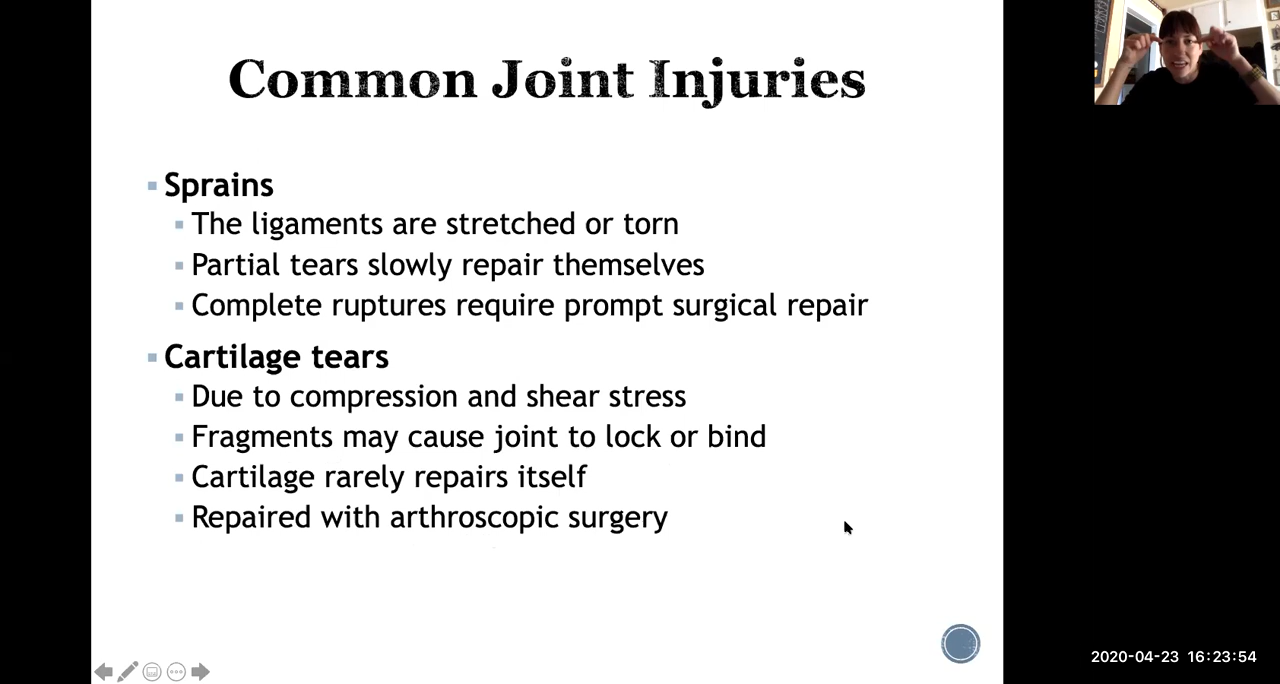 Common Joint Injuries
Sprains
The ligaments are stretched or torn
Partial tears slowly repair themselves
Complete ruptures require prompt surgical repair
Cartilage tears
Due to compression and shear stress
Fragments may cause joint to lock or bind
Cartilage rarely repairs itself
Repaired with arthroscopic surgery
2020-04-23 16:23:54